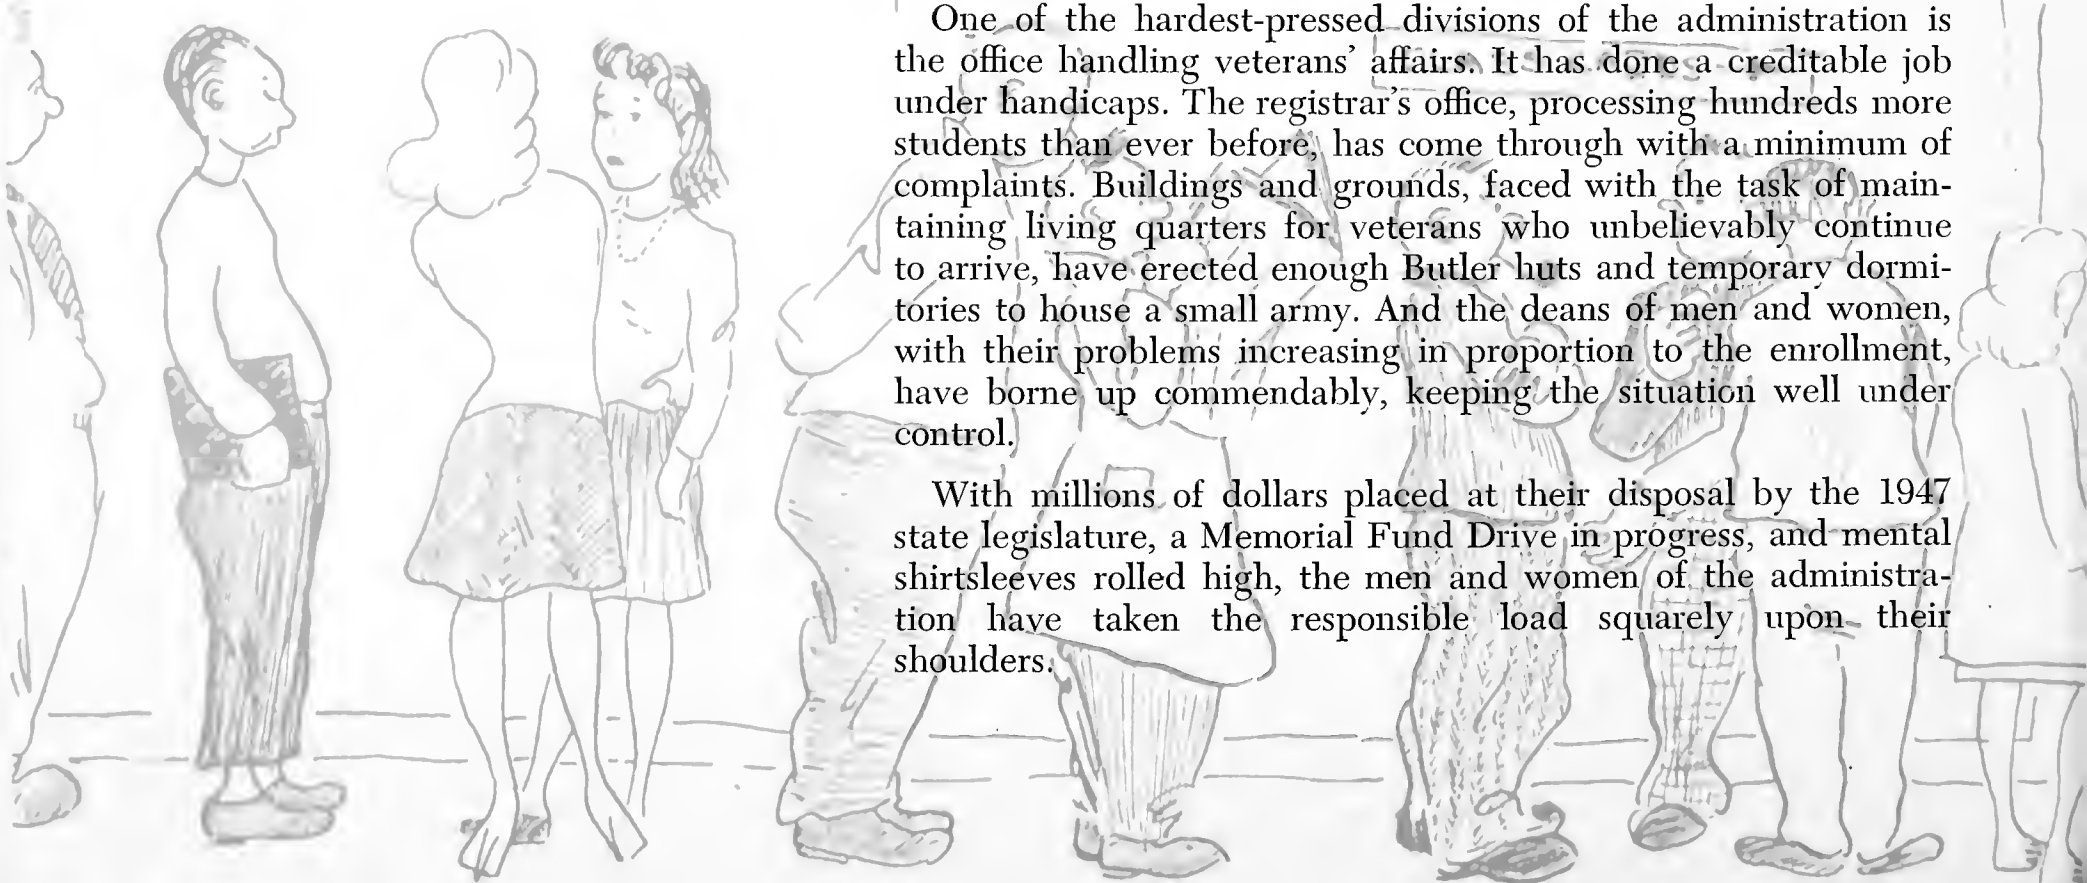 One of the hardest-pressed divisions of the administration is
the office handling veterans’ affairs. It has done a creditable job
under handicaps. The registrar’s office, processing hundreds more
students than ever before, has come through with a minimum of
complaints. Buildings and grounds, faced with the task of main-
taining living quarters for veterans who unbelievably continue
to arrive, have erected enough Butler huts and temporary dormi-
tories to house a small army. And the deans of men and women,
with their problems increasing in proportion to the enrollment,
have borne up commendably, keeping the situation well under
control.
With millions of dollars placed at their disposal by the 1947
state legislature, a Memorial Fund Drive in progress, and mental
shirtsleeves rolled high, the men and women of the administra-
tion have taken the responsible load squarely upon their
shoulders.